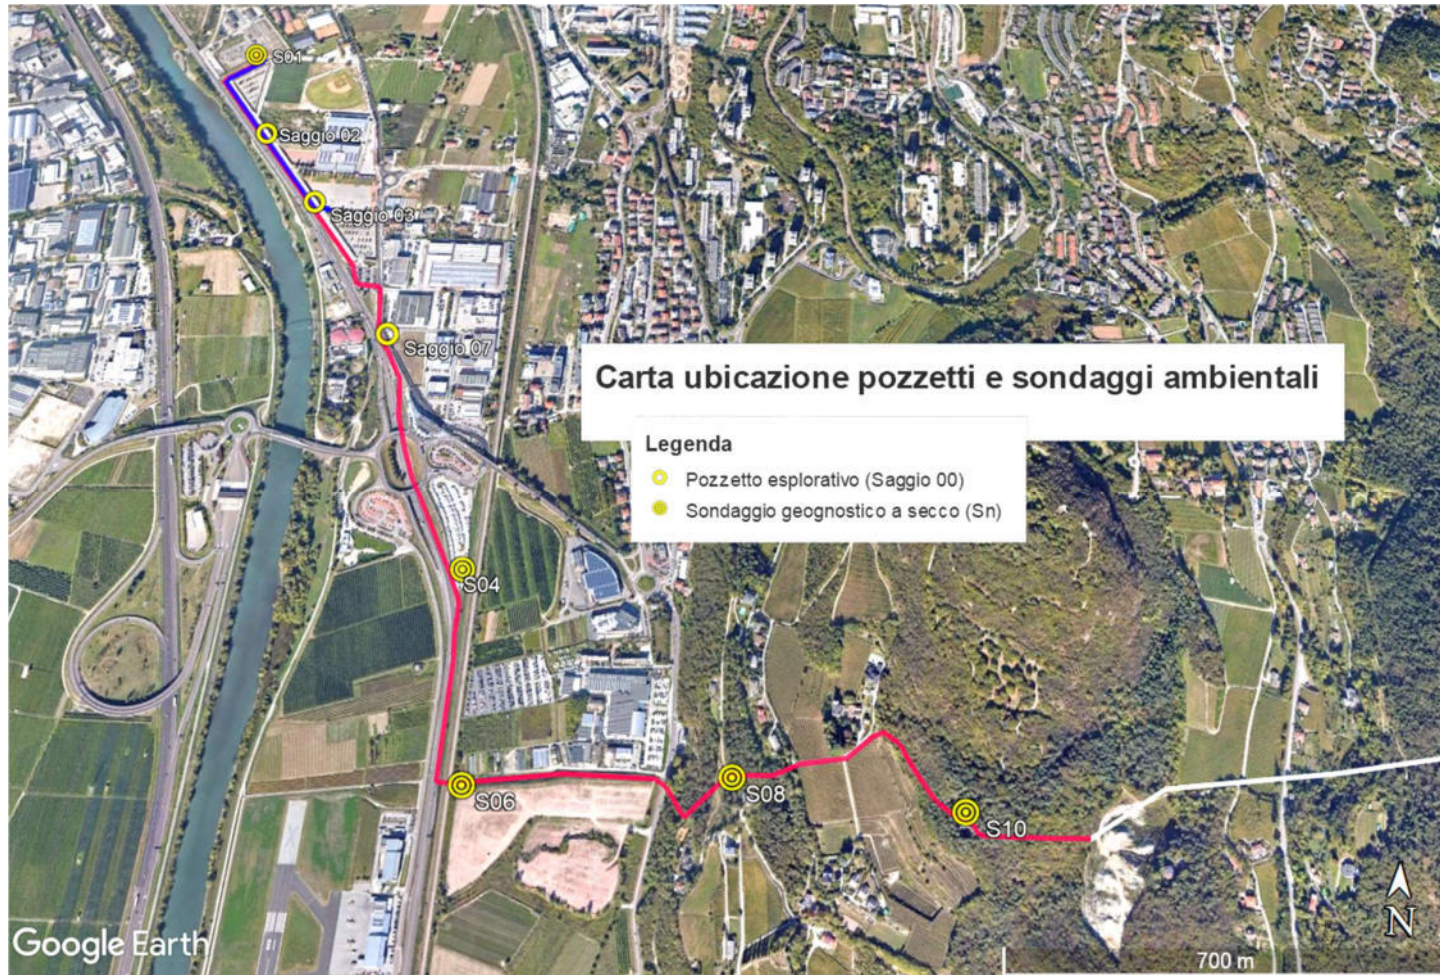 S01
Saggio 02
Saggio 03
Saggio 07
Carta ubicazione pozzetti e sondaggi ambientali
Legenda
Pozzetto esplorativo (Saggio 00)
Sondaggio geognostico a secco (Sn)
S04
S06
S08
S10
N
Google Earth
700 m